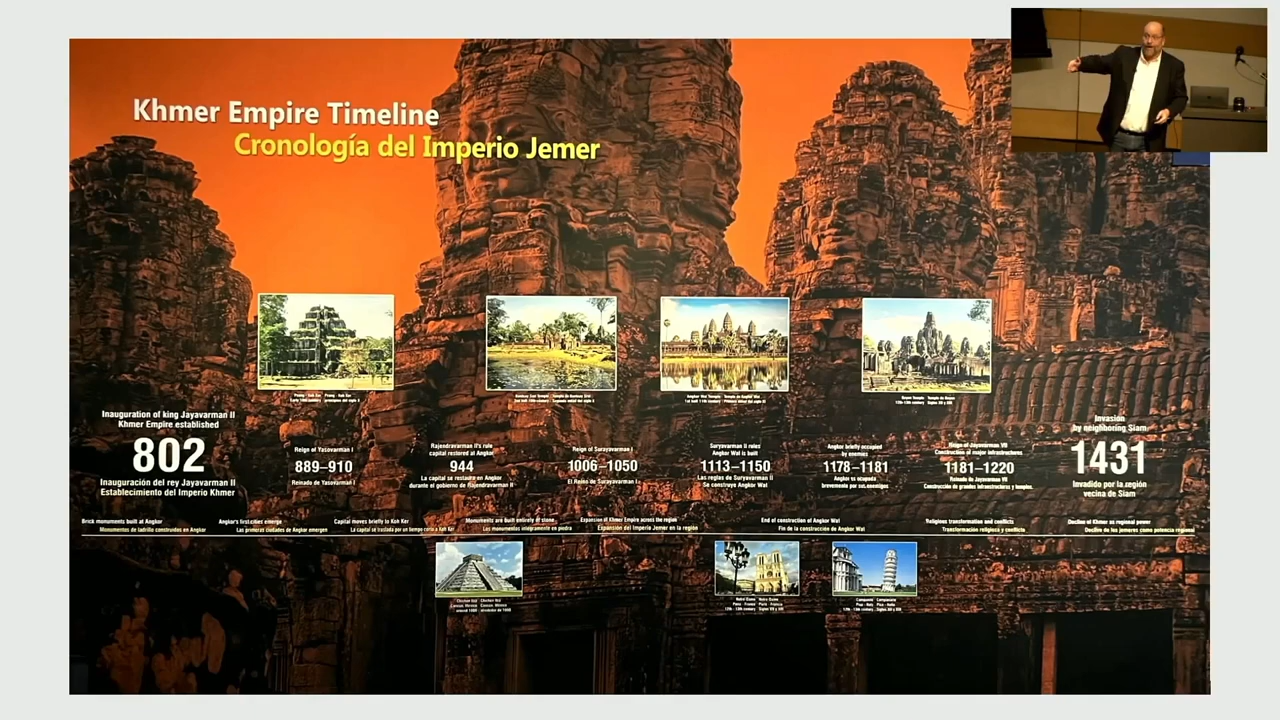 Khmer Empire Timeline
Cronología del Imperio Jemer
Inauguration of king Jayavarman II
Khmer Empire established
802
Inauguración del rey Jayavarman II
Establecimiento del Imperio Khmer
Reign of Yasovarman I
889–910
Reinado de Yasovarman I
Rajendravarman II's rule
capital restored at Angkor
944
La capital se restaura en Angkor
durante el gobierno de Rajendravarman II
Reign of Surayavarman I
1006–1050
El Reino de Surayavarman I
Suryavarman II rules
Angkor Wat is built
1113–1150
Las reglas de Suryavarman II
Se construye Angkor Wat
Angkor briefly occupied
by enemies
1178–1181
Angkor es ocupada
brevemente por
Reign of Jayavarman VII
Construction of major infrastructures
1181–1220
Reinado de Jayavarman VII
Construcción de grandes infraestructuras y templos.
Invasion
by neighboring Siam
1431
Invadido por la región
vecina de Siam
Brick monuments built at Angkor
Monumentos de ladrillo construidos en Angkor
Angkor's first cities emerge
Las primeras ciudades de Angkor emergen
Capital moves briefly to Koh Ker
La capital se traslada por un tiempo corto a Koh Ker
Monuments are built entirely of stone
Los monumentos íntegramente en piedra
Expansion of Khmer Empire across the region
Expansión del Imperio Jemer en la región
End of construction of Angkor Wat
Fin de la construcción de Angkor Wat
Religious transformation and conflicts
Transformación religiosa y conflictos
Decline of Khmer as regional power
Declive de los jemeres como potencia regional